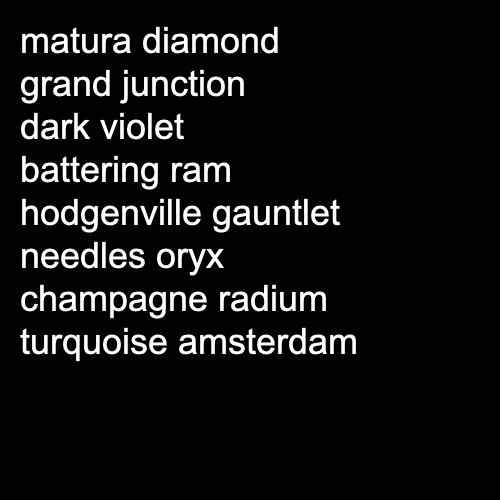 matura diamond
grand junction
dark violet
battering ram
hodgenville gauntlet
needles oryx
champagne radium
turquoise amsterdam